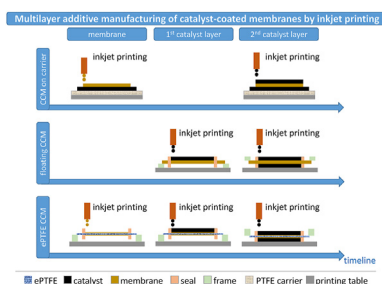 Multilayer additive manufacturing of catalyst-coated membranes by inkjet printing
membrane
1st catalyst layer
2nd catalyst layer
CCM on carrier
inkjet printing
inkjet printing
floating CCM
inkjet printing
inkjet printing
ePTFE CCM
inkjet printing
inkjet printing
inkjet printing
timeline
ePTFE catalyst membrane seal frame PTFE carrier printing table